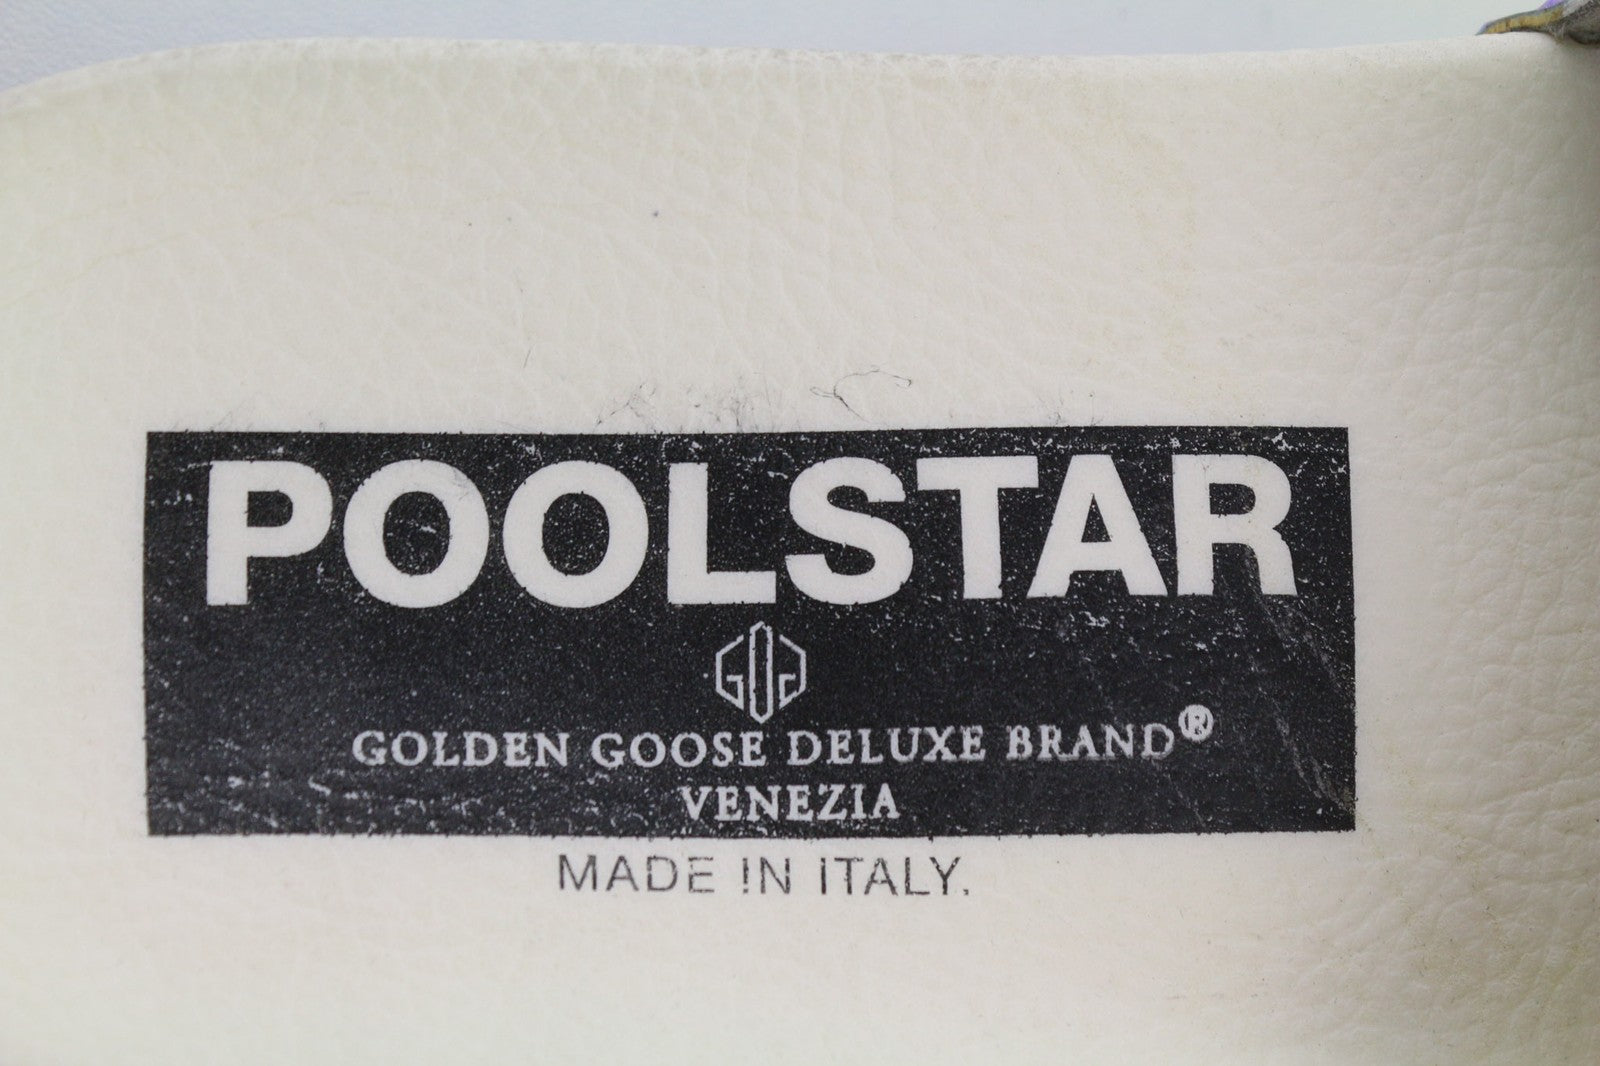 POOLSTAR
GDG
GOLDEN GOOSE DELUXE BRAND®
VENEZIA
MADE IN ITALY.